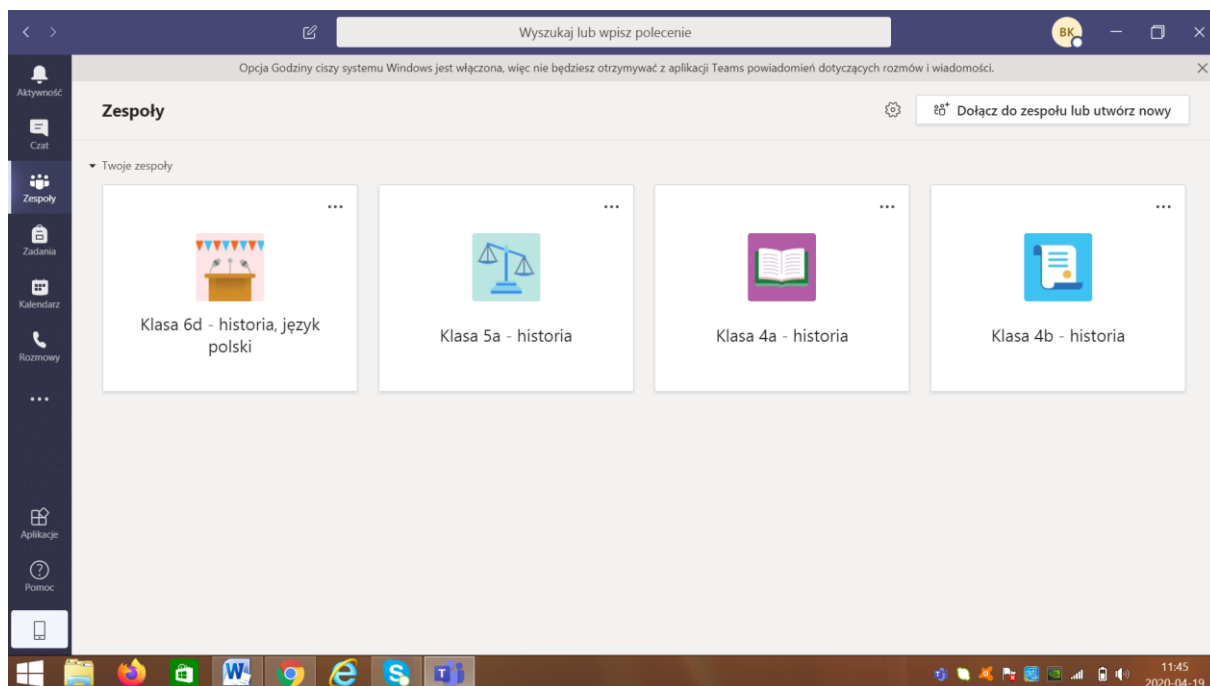 Wyszukaj lub wpisz polecenie
BK
Opcja Godziny ciszy systemu Windows jest włączona, więc nie będziesz otrzymywać z aplikacji Teams powiadomień dotyczących rozmów i wiadomości.
Aktywność
Czat
Zespoły
Zadania
Kalendarz
Rozmowy
Aplikacje
Pomoc
Zespoły
Dołącz do zespołu lub utwórz nowy
Twoje zespoły
Klasa 6d - historia, język
polski
Klasa 5a - historia
Klasa 4a - historia
Klasa 4b - historia
11:45
2020-04-19